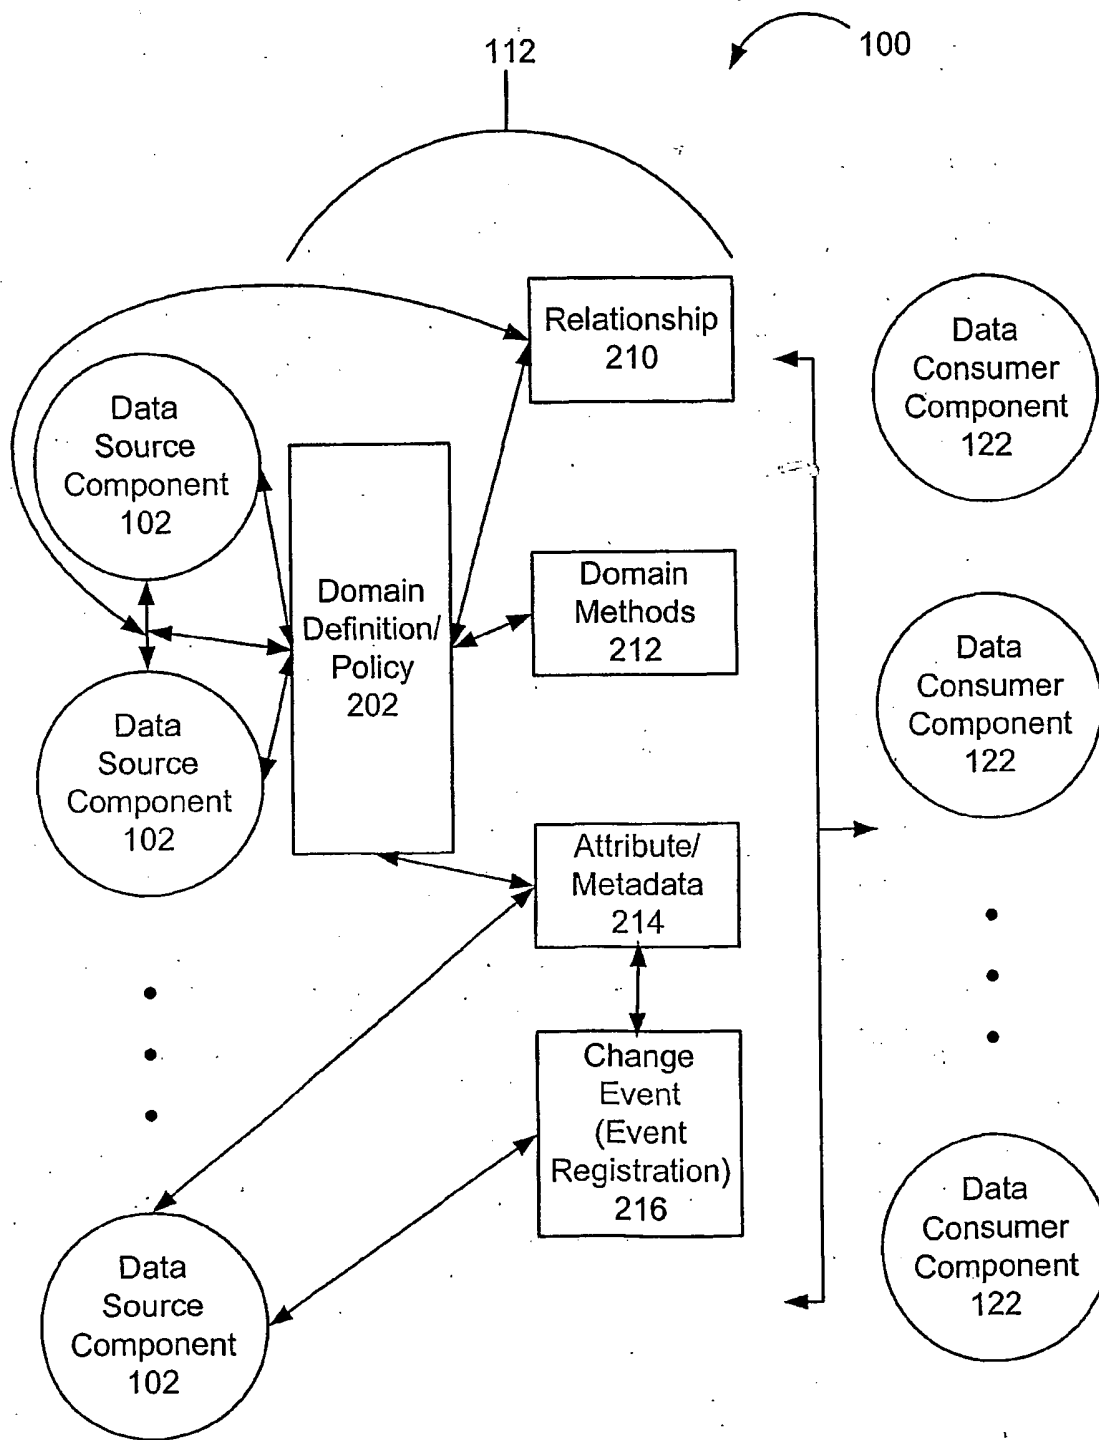 112
100
Relationship
210
Data
Source
Component
102
Data
Consumer
Component
122
Domain
Definition/
Policy
202
Domain
Methods
212
Data
Source
Component
102
Data
Consumer
Component
122
Attribute/
Metadata
214
Change
Event
(Event
Registration)
216
Data
Source
Component
102
Data
Consumer
Component
122